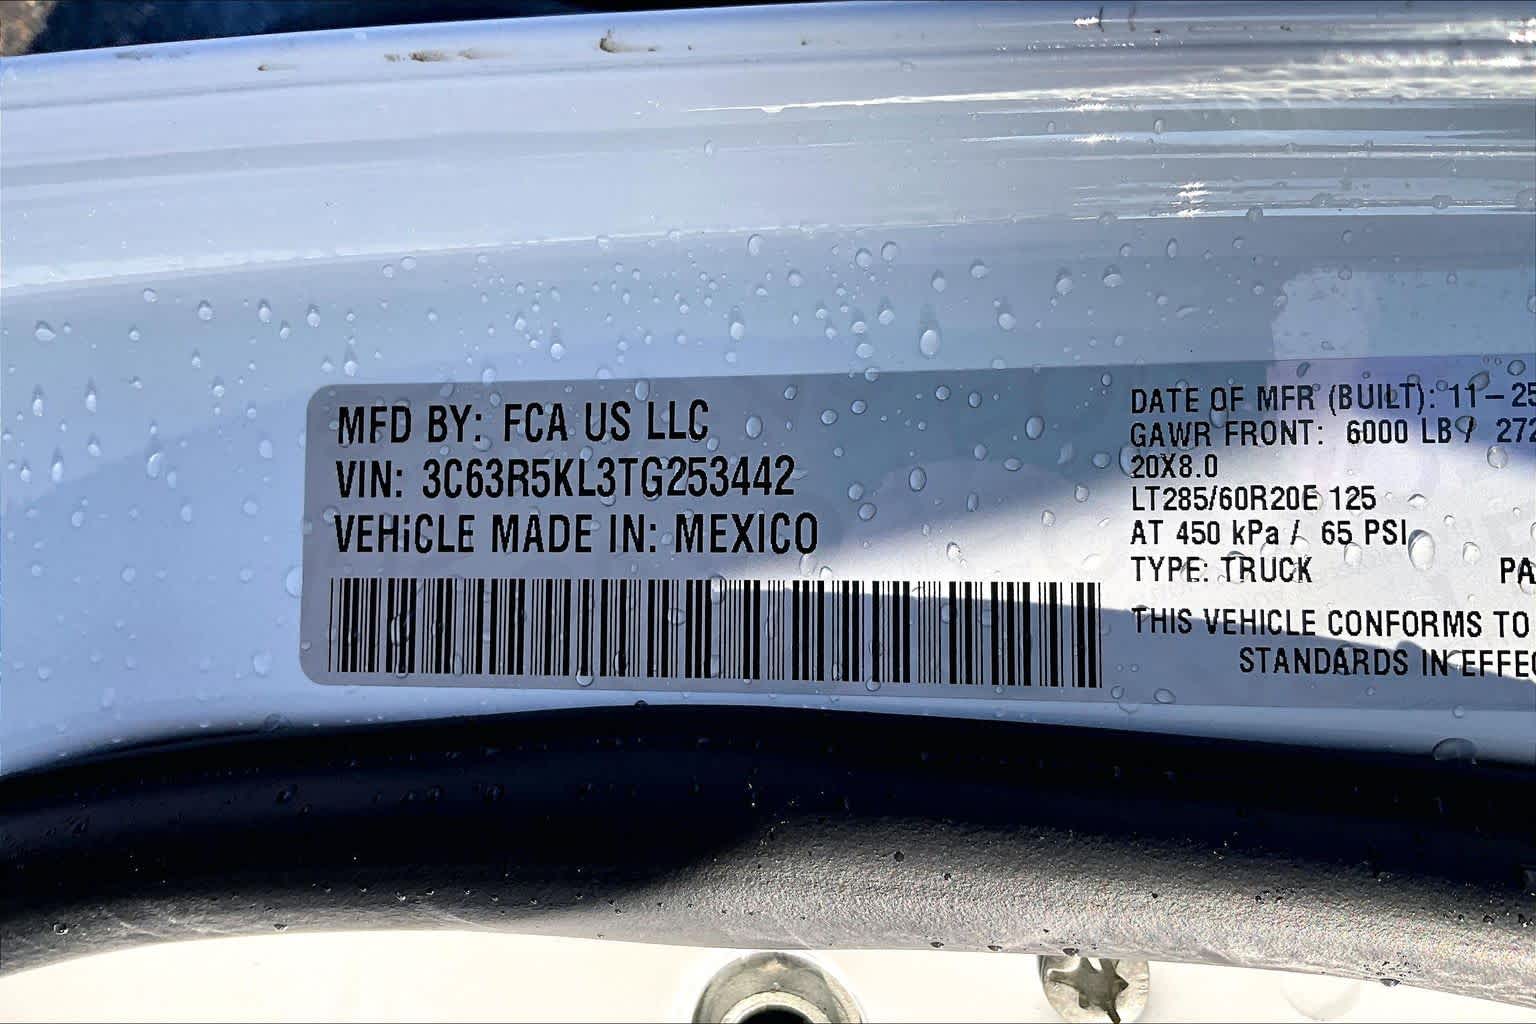 MFD BY: FCA US LLC
VIN: 3C63R5KL3TG253442
VEHiCLE MADE IN: MEXICO
DATE OF MFR (BUILT): 11-25
GAWR FRONT: 6000 LB / 272
20X8.0
LT285/60R20E 125
AT 450 kPa / 65 PSI
TYPE: TRUCK PA
THIS VEHICLE CONFORMS TO
STANDARDS IN EFFE